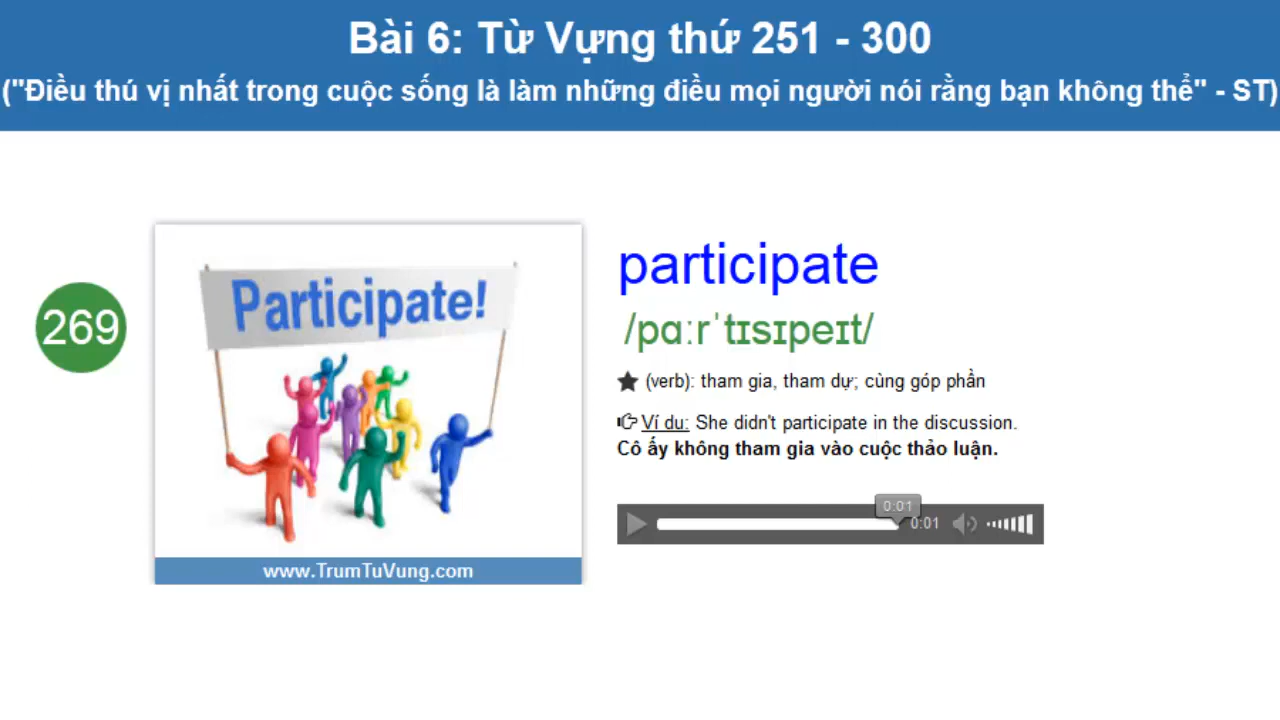 Bài 6: Từ Vựng thứ 251 - 300
("Điều thú vị nhất trong cuộc sống là làm những điều mọi người nói rằng bạn không thể" - ST)
269
Participate!
www.TrumTuVung.com
participate
/pɑːrˈtɪsɪpeɪt/
(verb): tham gia, tham dự; cùng góp phần
Ví dụ: She didn't participate in the discussion.
Cô ấy không tham gia vào cuộc thảo luận.
0:01
0:01